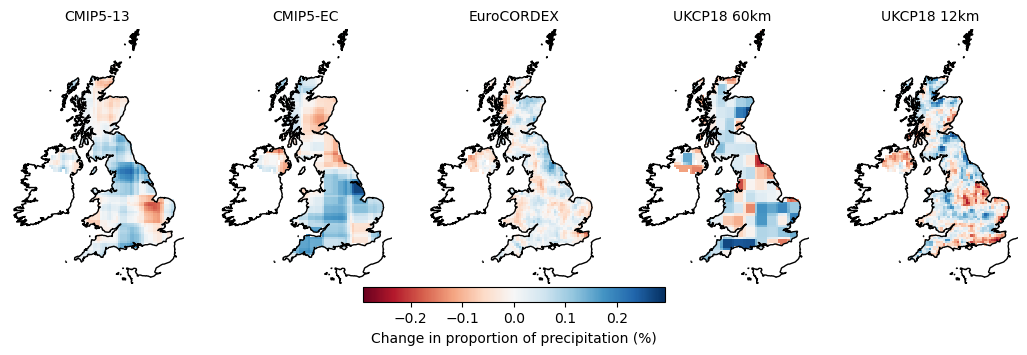 CMIP5-13 CMIP5-EC EuroCORDEX UKCP18 60km UKCP18 12km
−0.2 −0.1 0.0 0.1 0.2
Change in proportion of precipitation (%)